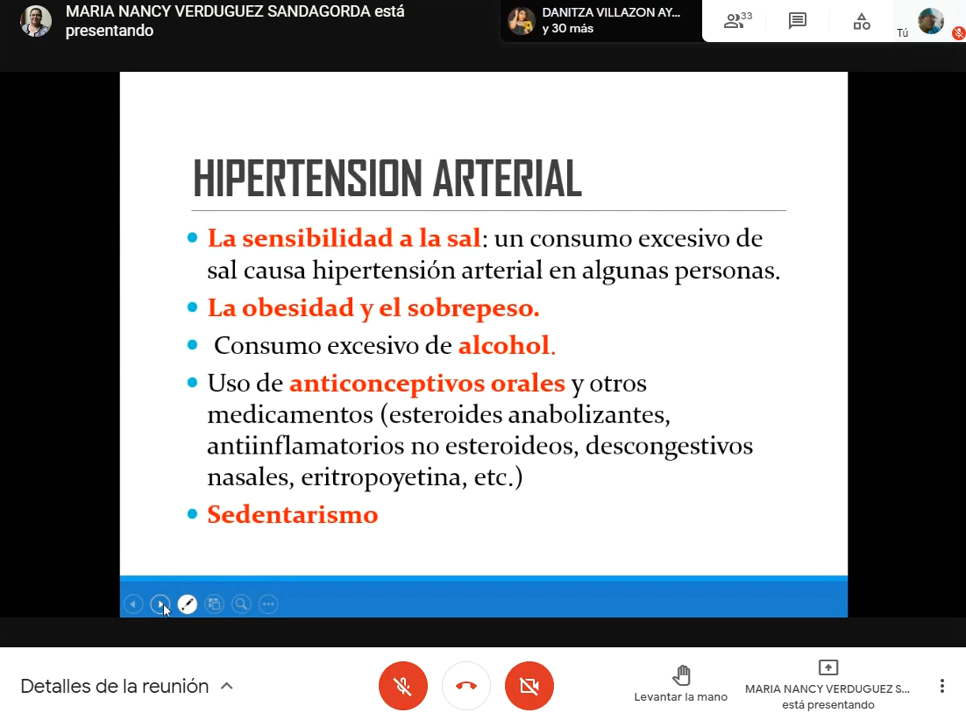 MARIA NANCY VERDUGUEZ SANDAGORDA está
presentando
DANITZA VILLAZON AY...
y 30 más
33
Tú
HIPERTENSION ARTERIAL
La sensibilidad a la sal: un consumo excesivo de
sal causa hipertensión arterial en algunas personas.
La obesidad y el sobrepeso.
Consumo excesivo de alcohol.
Uso de anticonceptivos orales y otros
medicamentos (esteroides anabolizantes,
antiinflamatorios no esteroideos, descongestivos
nasales, eritropoyetina, etc.)
Sedentarismo
Detalles de la reunión
Levantar la mano
MARIA NANCY VERDUGUEZ S...
está presentando